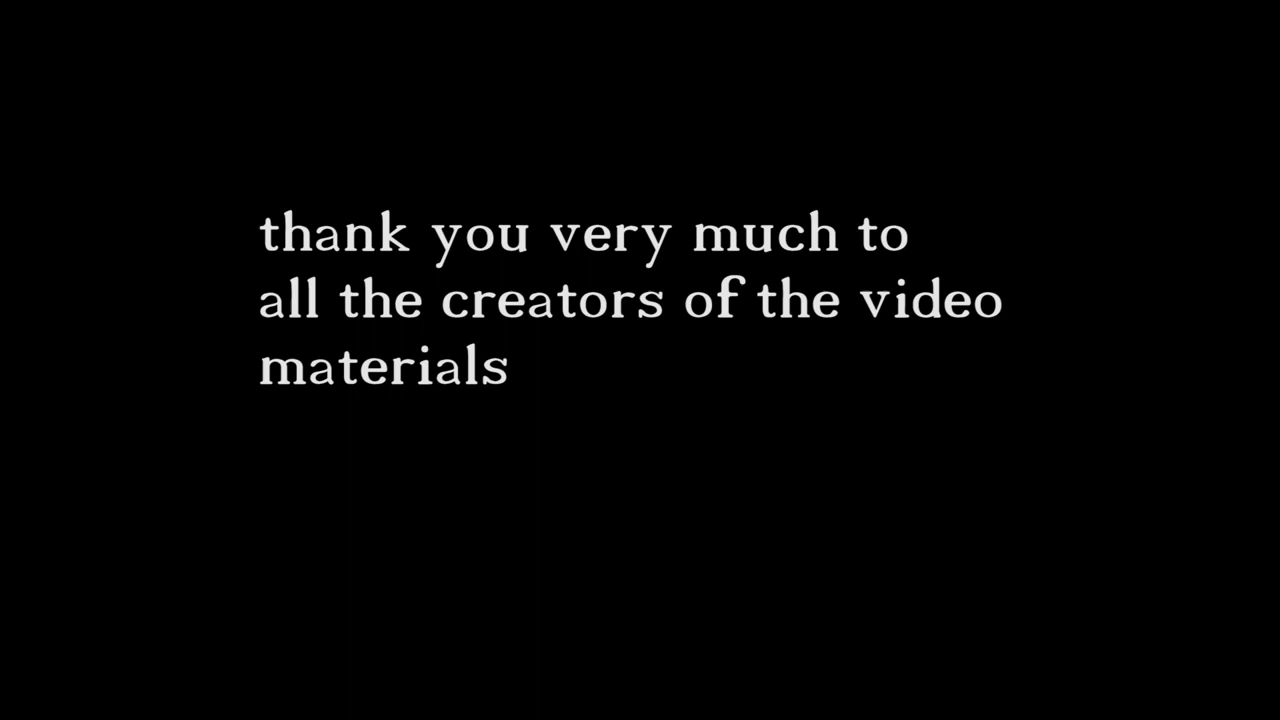 thank you very much to
all the creators of the video
materials